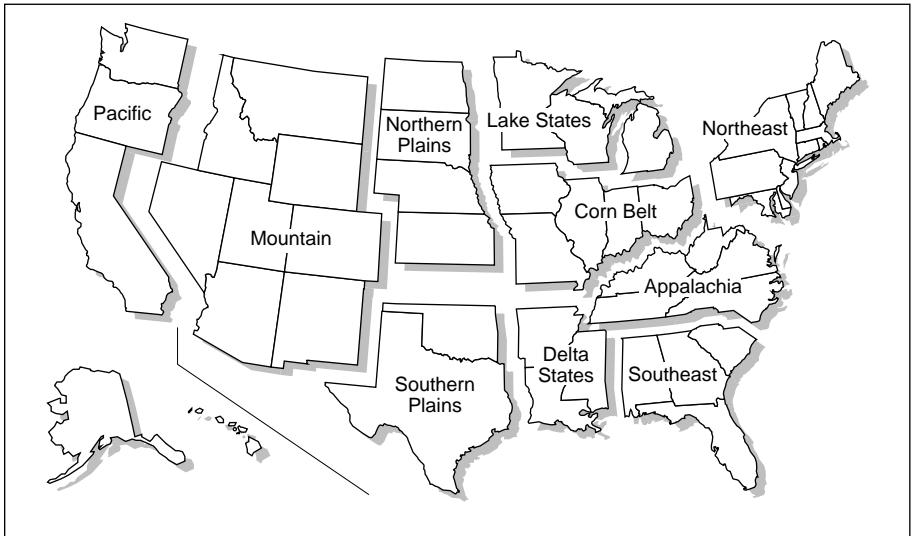 Pacific
Northern
Plains
Lake States
Northeast
Corn Belt
Mountain
Appalachia
Delta
States
Southeast
Southern
Plains